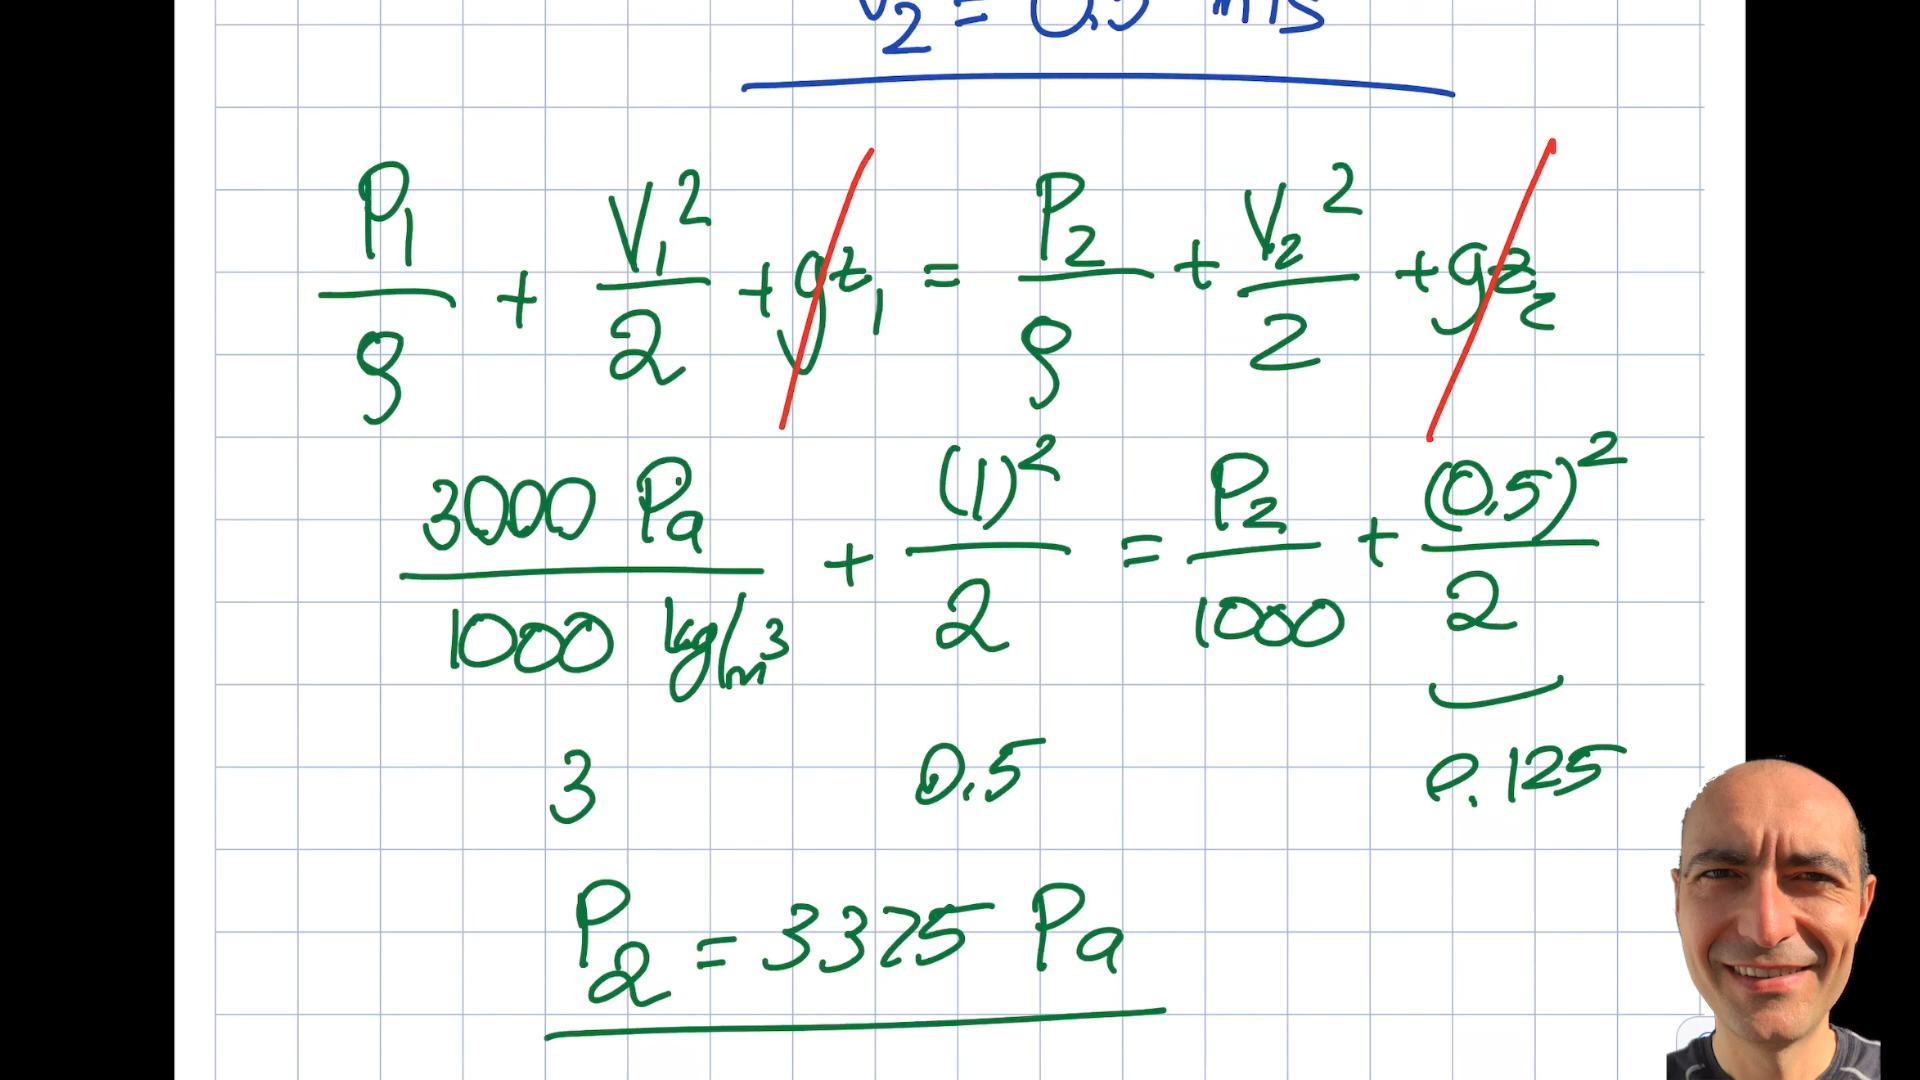 V₂ = 0.5 m/s
P₁/ρ + V₁²/2 + gz₁ = P₂/ρ + V₂²/2 + gz₂
3000 Pa/1000 kg/m³ + (1)²/2 = P₂/1000 + (0.5)²/2
3 0.5 0.125
P₂ = 3375 Pa